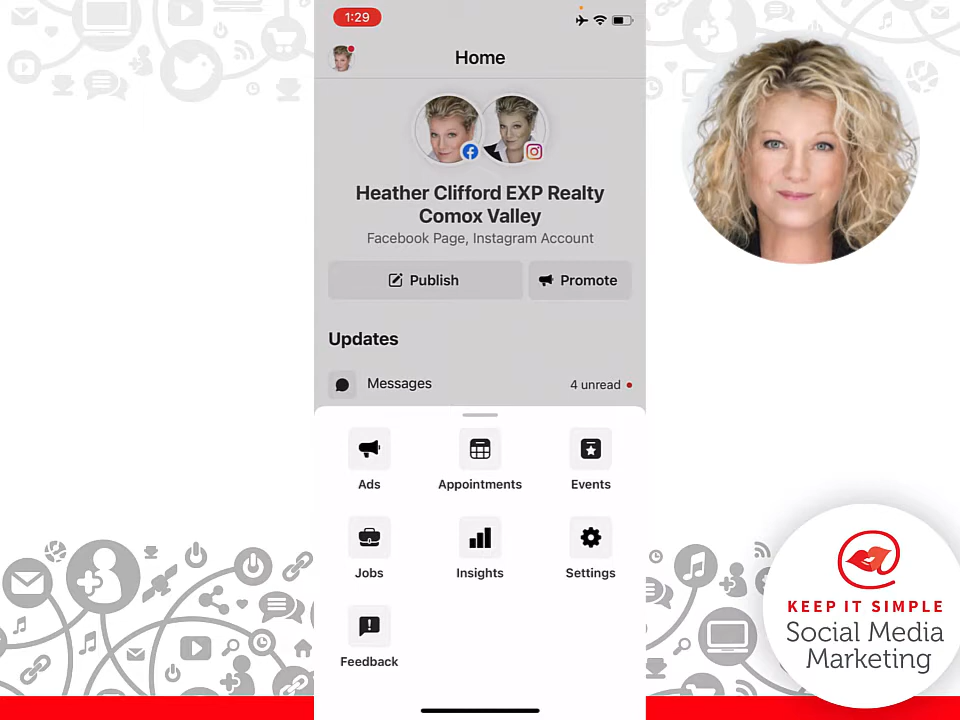 1:29
Home
Heather Clifford EXP Realty
Comox Valley
Facebook Page, Instagram Account
Publish
Promote
Updates
Messages
4 unread
Ads
Appointments
Events
Jobs
Insights
Settings
Feedback
KEEP IT SIMPLE
Social Media
Marketing